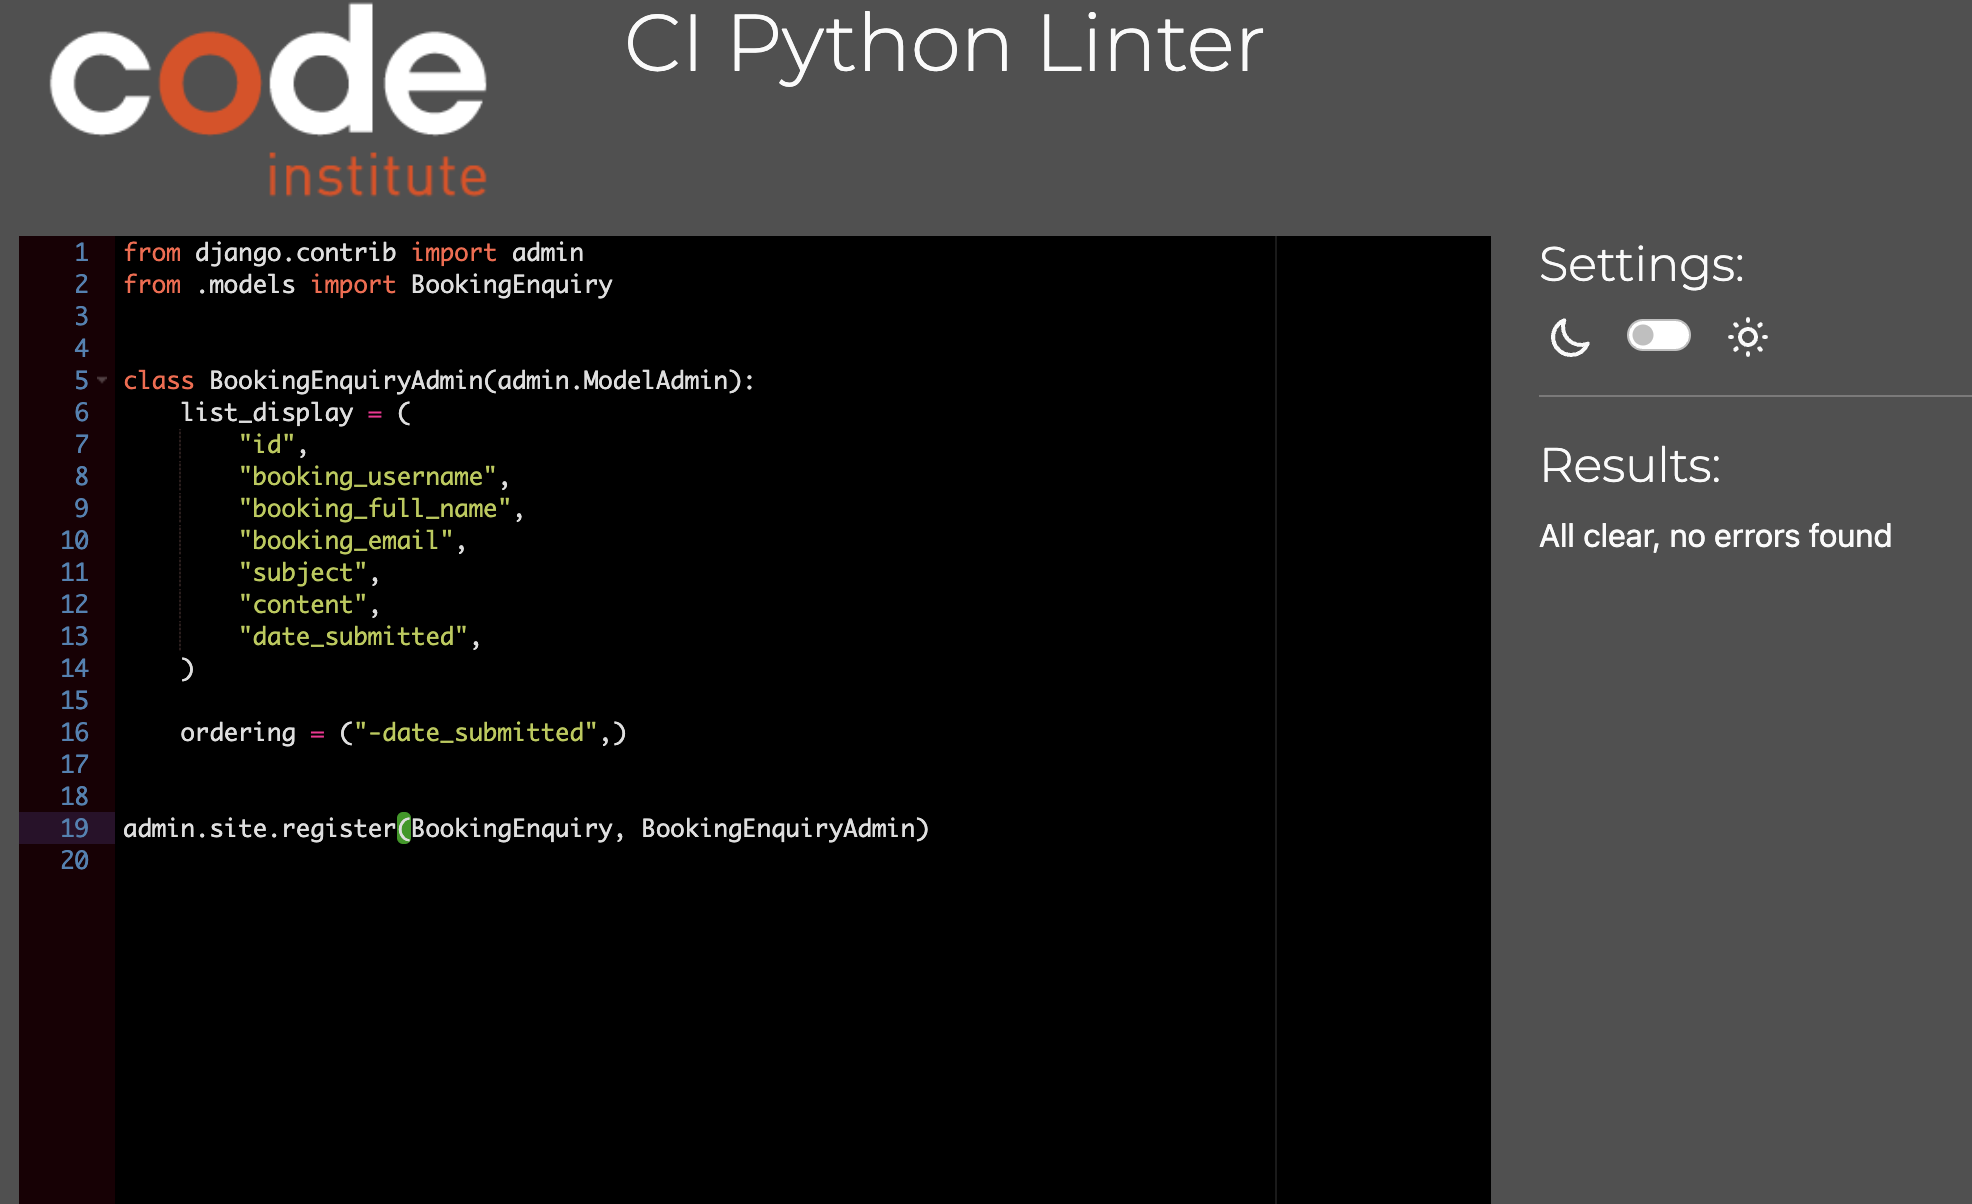 code
institute
CI Python Linter
1 from django.contrib import admin
2 from .models import BookingEnquiry
3
4
5 class BookingEnquiryAdmin(admin.ModelAdmin):
6     list_display = (
7         "id",
8         "booking_username",
9         "booking_full_name",
10         "booking_email",
11         "subject",
12         "content",
13         "date_submitted",
14     )
15
16     ordering = ("-date_submitted",)
17
18
19 admin.site.register(BookingEnquiry, BookingEnquiryAdmin)
20
Settings:
Results:
All clear, no errors found